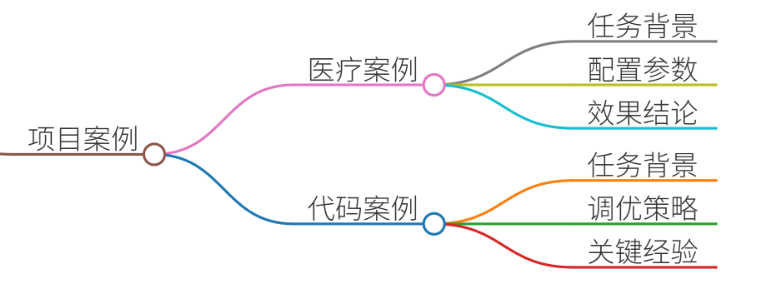 项目案例
医疗案例
任务背景
配置参数
效果结论
代码案例
任务背景
调优策略
关键经验